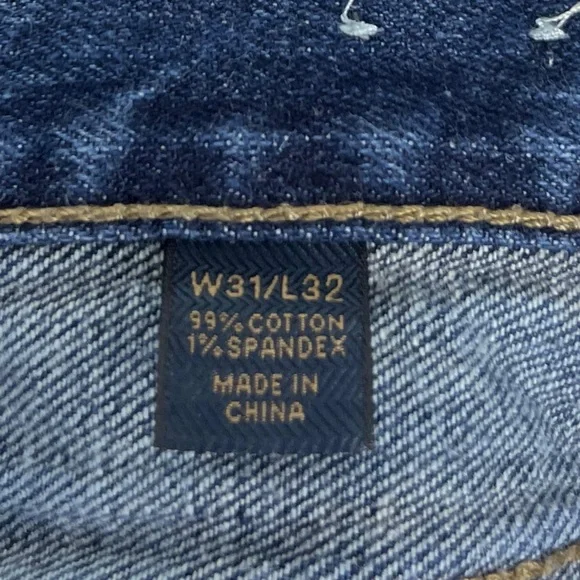 W31/L32
99% COTTON
1% SPANDEX
MADE IN
CHINA